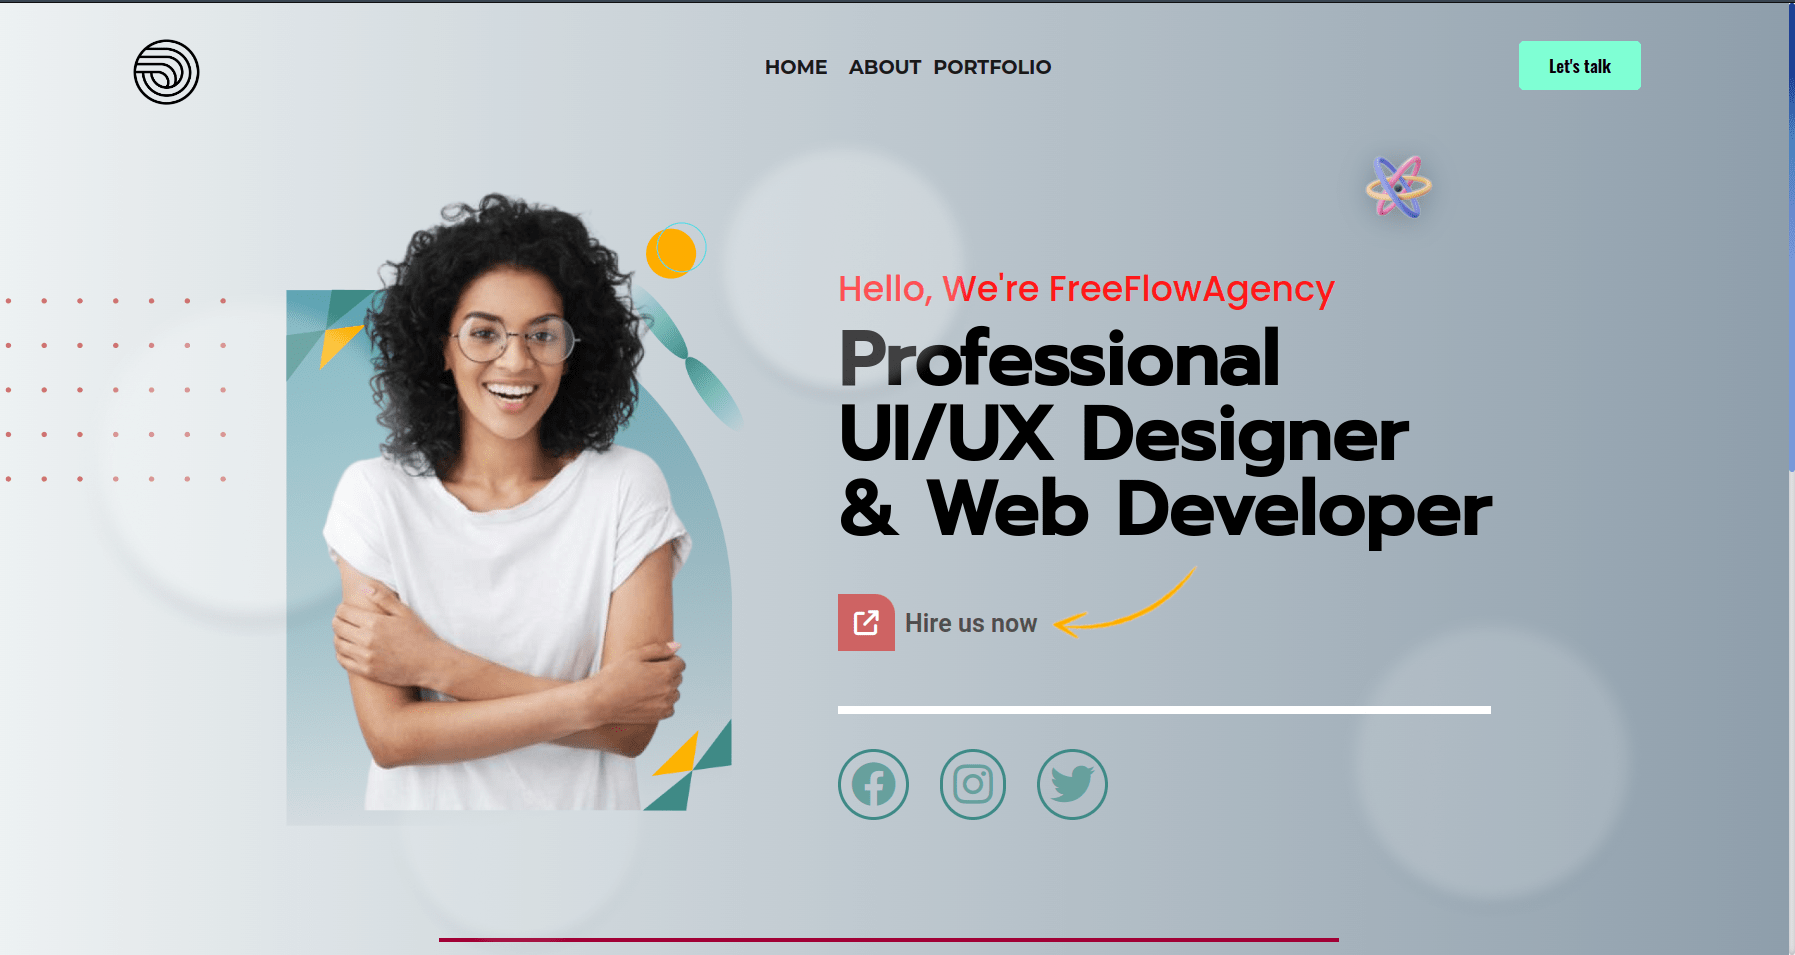 HOME ABOUT PORTFOLIO
Let's talk
Hello, We're FreeFlowAgency
Professional
UI/UX Designer
& Web Developer
Hire us now